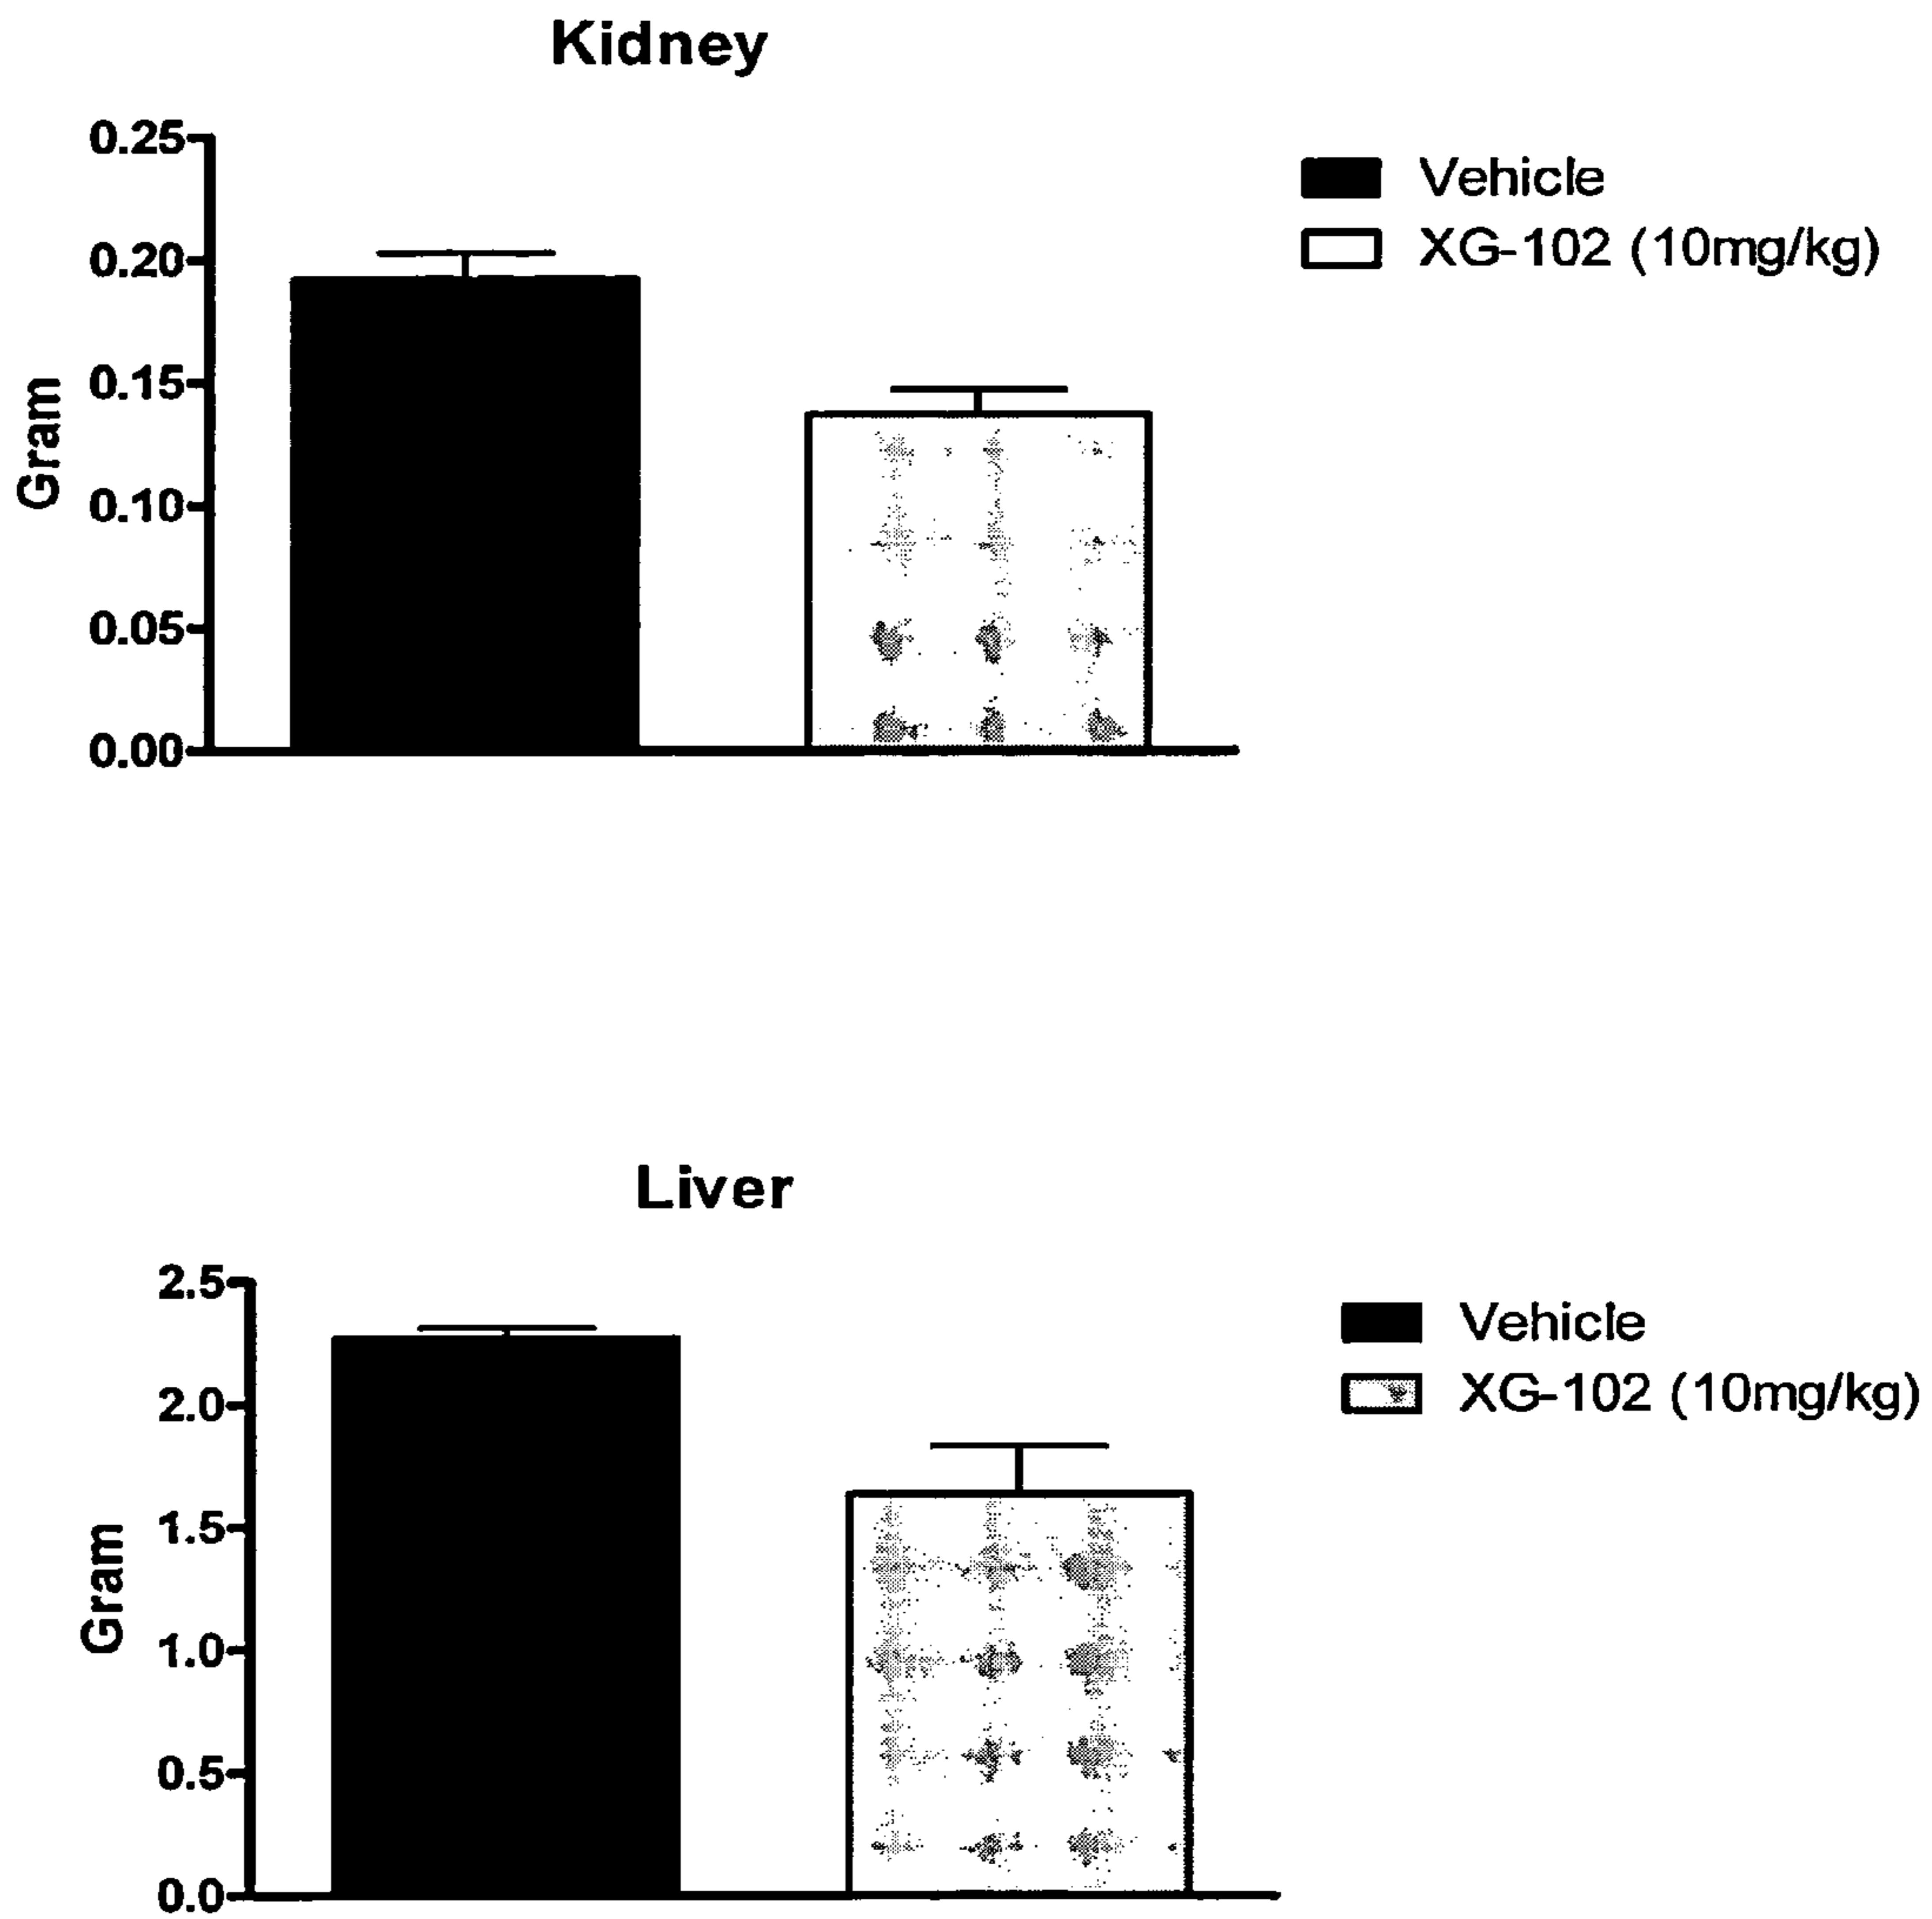 Kidney
0.25
0.20
0.15
0.10
0.05
0.00
Gram
Vehicle
XG-102 (10mg/kg)
Liver
2.5
2.0
1.5
1.0
0.5
0.0
Gram
Vehicle
XG-102 (10mg/kg)